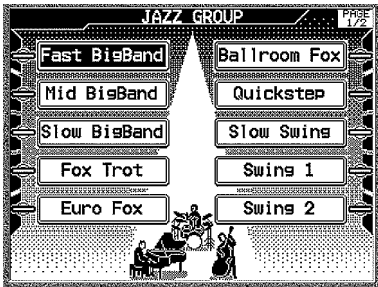 JAZZ GROUP
PAGE
1/2
Fast BigBand
Ballroom Fox
Mid BigBand
Quickstep
Slow BigBand
Slow Swing
Fox Trot
Swing 1
Euro Fox
Swing 2